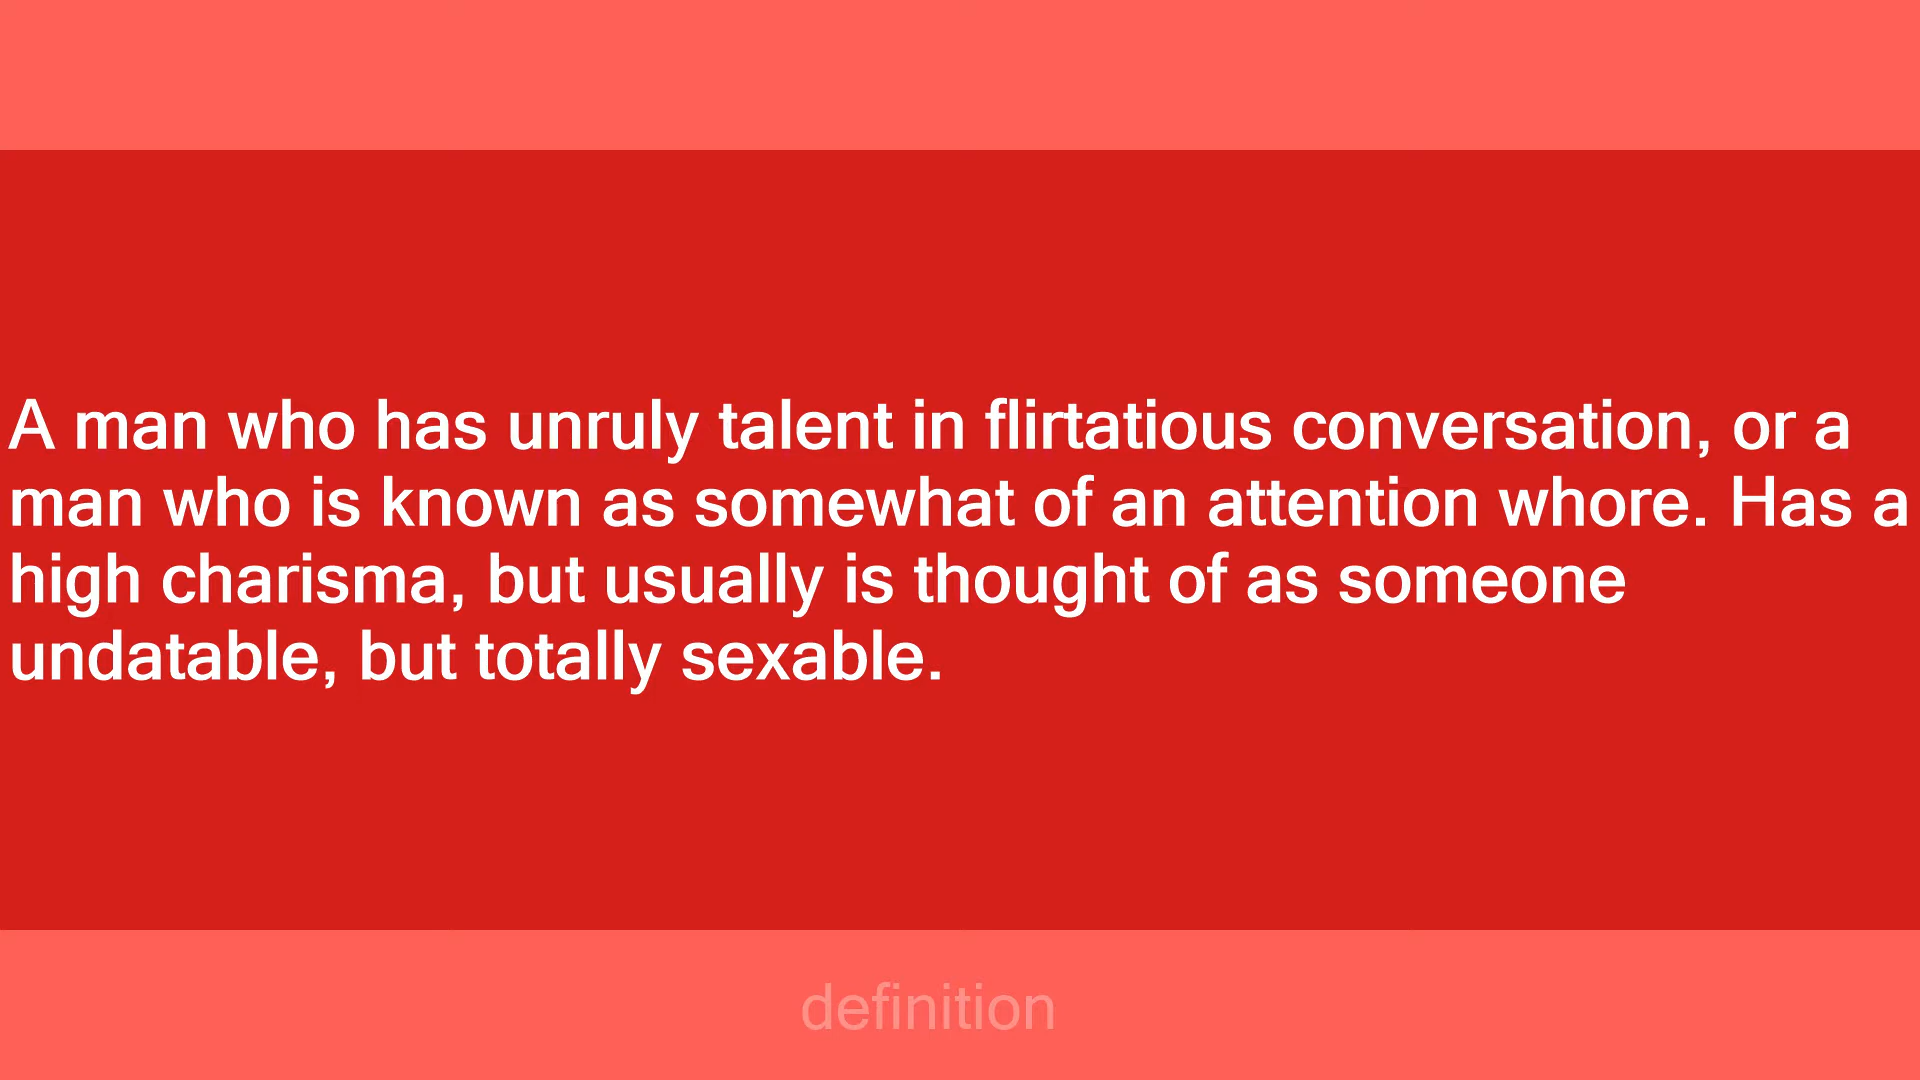 A man who has unruly talent in flirtatious conversation, or a
man who is known as somewhat of an attention whore. Has a
high charisma, but usually is thought of as someone
undatable, but totally sexable.
definition